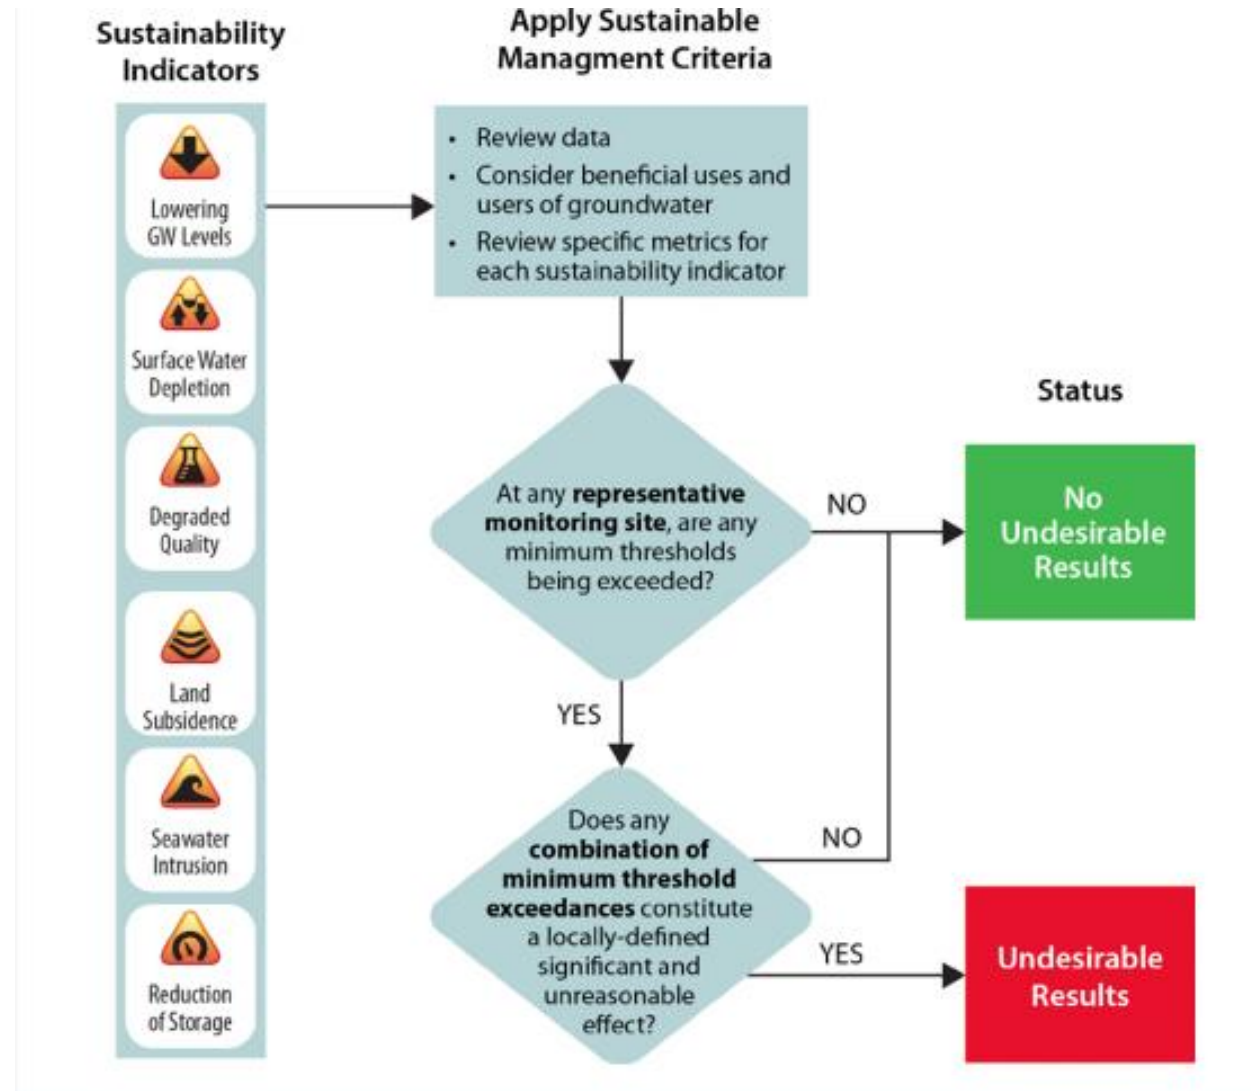 Sustainability
Indicators
Lowering
GW Levels
Surface Water
Depletion
Degraded
Quality
Land
Subsidence
Seawater
Intrusion
Reduction
of Storage
Apply Sustainable
Managment Criteria
• Review data
• Consider beneficial uses and
users of groundwater
• Review specific metrics for
each sustainability indicator
At any representative
monitoring site, are any
minimum thresholds
being exceeded?
NO
YES
Does any
combination of
minimum threshold
exceedances constitute
a locally-defined
significant and
unreasonable
effect?
NO
YES
Status
No
Undesirable
Results
Undesirable
Results